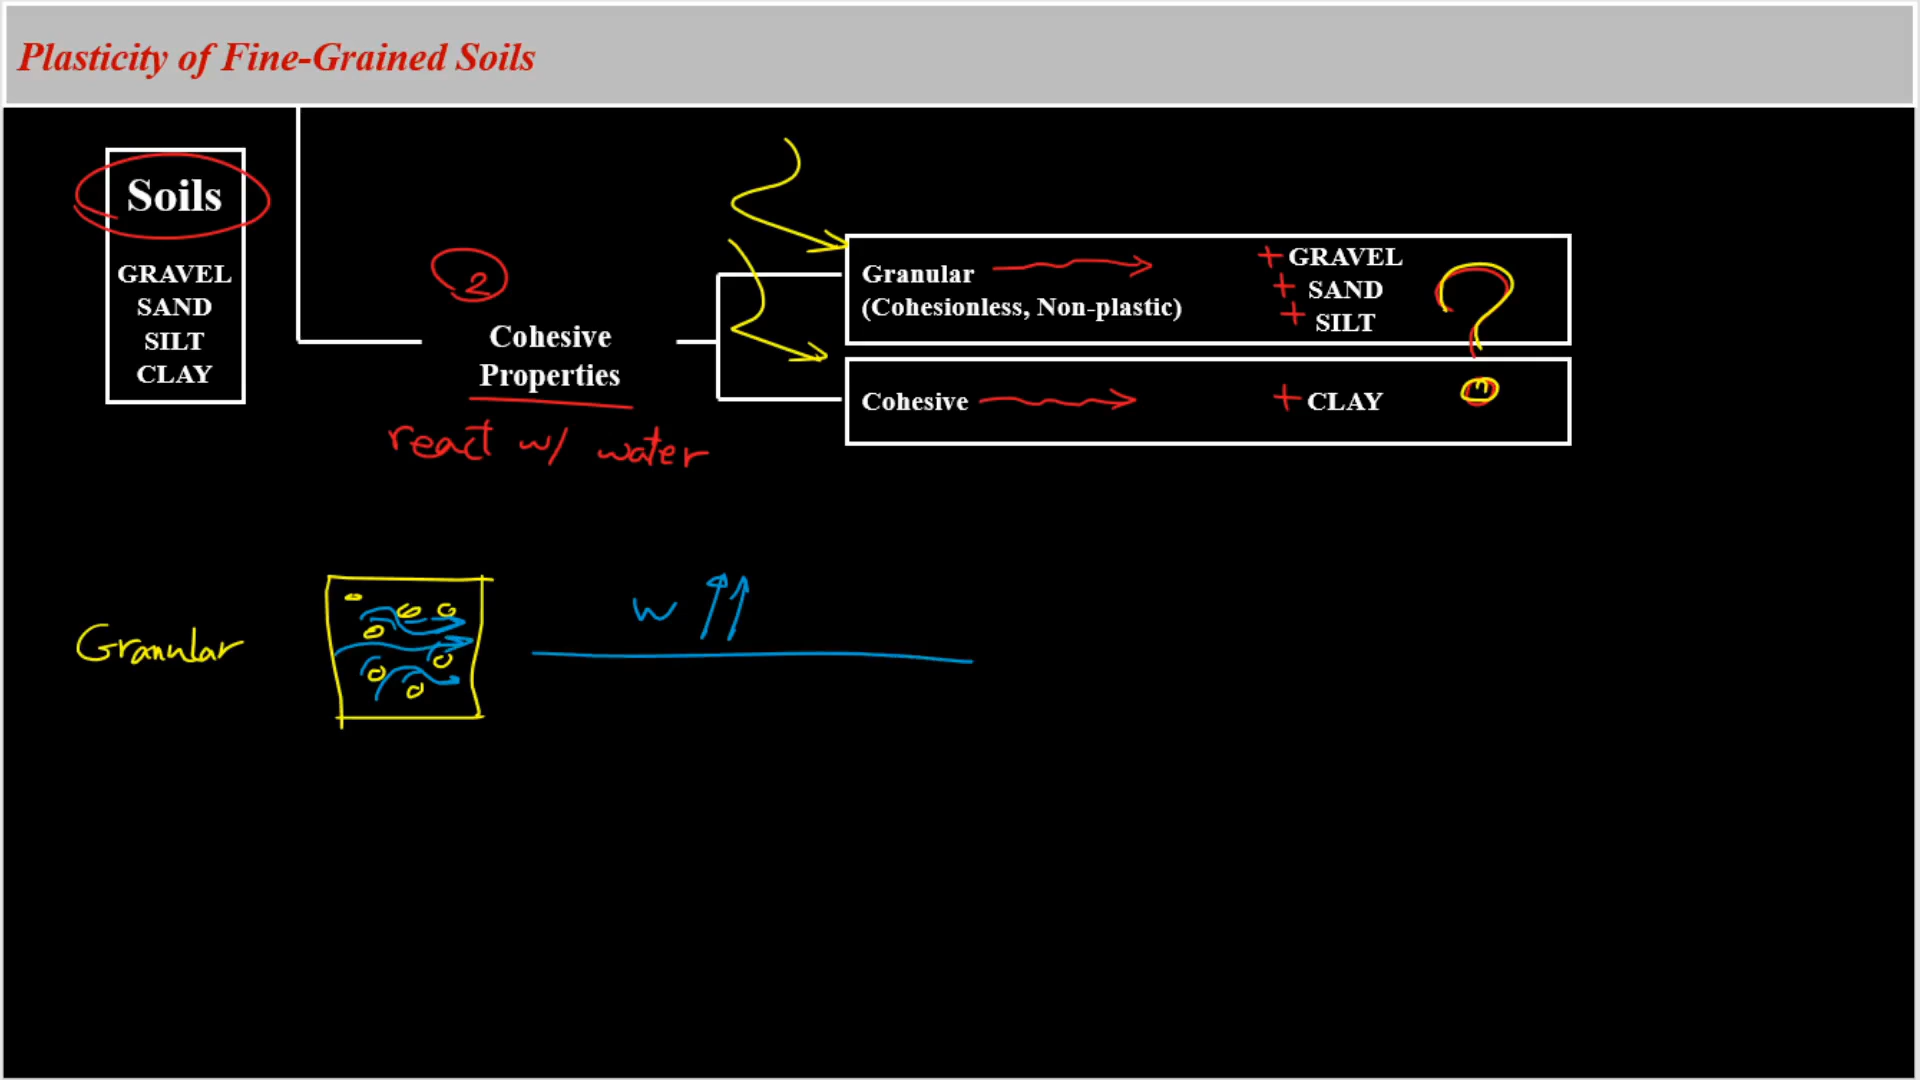 Plasticity of Fine-Grained Soils
Soils
GRAVEL
SAND
SILT
CLAY
2
Cohesive
Properties
react w/ water
Granular
(Cohesionless, Non-plastic)
+ GRAVEL
+ SAND
+ SILT
?
Cohesive
+ CLAY
Granular
w ↑↑